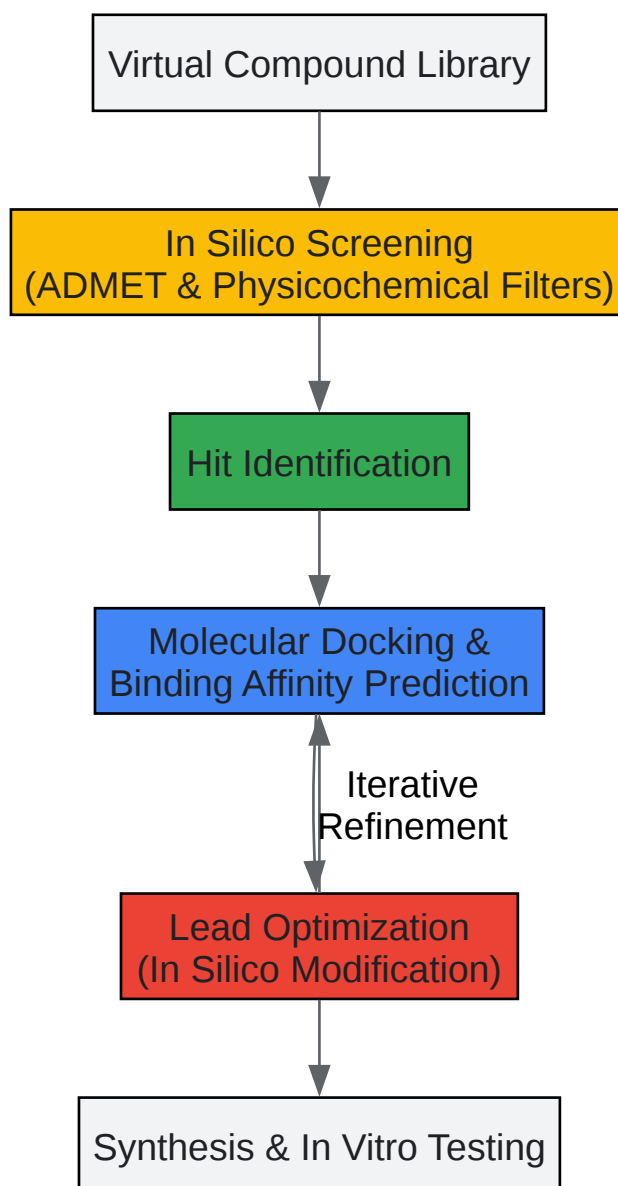 Virtual Compound Library
In Silico Screening
(ADMET & Physicochemical Filters)
Hit Identification
Molecular Docking &
Binding Affinity Prediction
Iterative
Refinement
Lead Optimization
(In Silico Modification)
Synthesis & In Vitro Testing